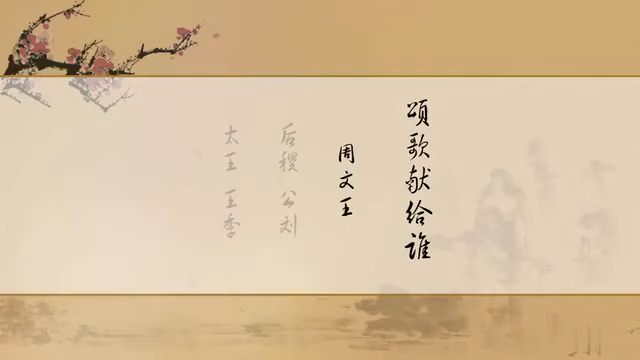 颂歌献给谁
周文王
后稷 公刘
太王 王季